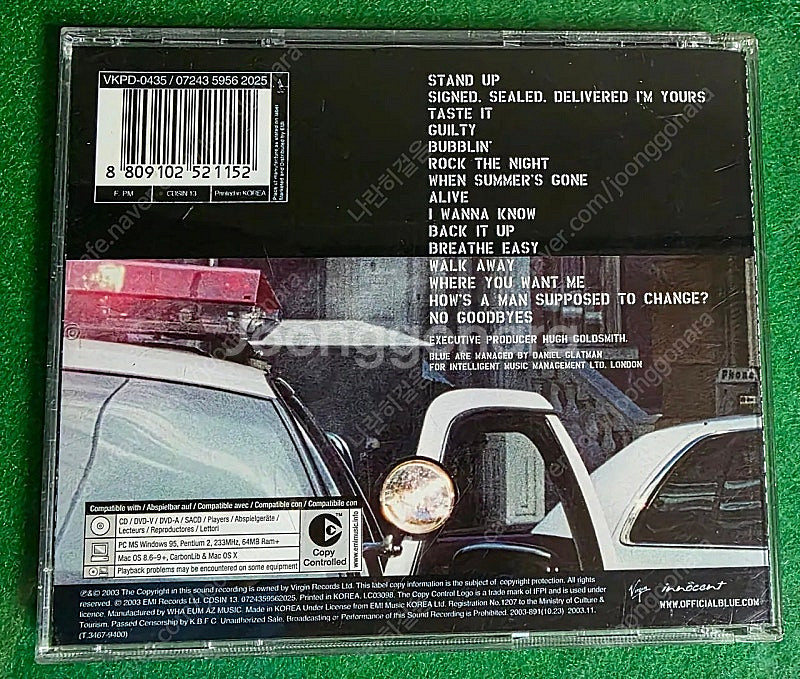 VKPD-0435 / 07243 5956 2025
8 809102 521152
F. PM
CDSIN 13
Printed in KOREA
STAND UP
SIGNED. SEALED. DELIVERED I'M YOURS
TASTE IT
GUILTY
BUBBLIN'
ROCK THE NIGHT
WHEN SUMMER'S GONE
ALIVE
I WANNA KNOW
BACK IT UP
BREATHE EASY
WALK AWAY
WHERE YOU WANT ME
HOW'S A MAN SUPPOSED TO CHANGE?
NO GOODBYES
EXECUTIVE PRODUCER HUGH GOLDSMITH.
BLUE ARE MANAGED BY DANIEL GLATMAN
FOR INTELLIGENT MUSIC MANAGEMENT LTD. LONDON
Phone
joonggonara
Compatible with / Abspielbar auf / Compatible avec / Compatible con / Compatibile con
CD / DVD-V / DVD-A / SACD / Players / Abspielgeräte /
Lecteurs / Reproductores / Lettori
PC MS Windows 95, Pentium 2, 233MHz, 64MB Ram+
Mac OS 8.6-9+, CarbonLib & Mac OS X
Playback problems may be encountered on some equipment
Copy
Controlled
TM
www.emimusic.info
℗&© 2003 The Copyright in this sound recording is owned by Virgin Records Ltd. This label copy information is the subject of copyright protection. All rights
reserved. © 2003 EMI Records Ltd. CDSIN 13. 0724359562025. Printed in KOREA. LC03098. The Copy Control Logo is a trade mark of IFPI and is used under
licence. Manufactured by WHA EUM AZ MUSIC. Made in KOREA Under License from EMI Music KOREA Ltd. Registration No.1207 to the Ministry of Culture &
Tourism. Passed Censorship by K.B.F.C. Unauthorized Sale, Broadcasting or Performance of this Sound Recording is Prohibited. 2003-891(10.23) 2003.11.
(T.3467-9400)
Virgin
innocent
WWW.OFFICIALBLUE.COM